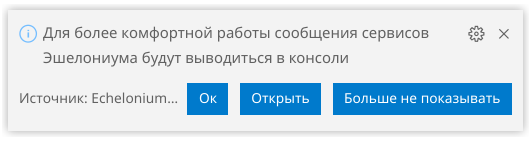 Для более комфортной работы сообщения сервисов
Эшелониума будут выводиться в консоли
Источник: Echelonium... Ок Открыть Больше не показывать